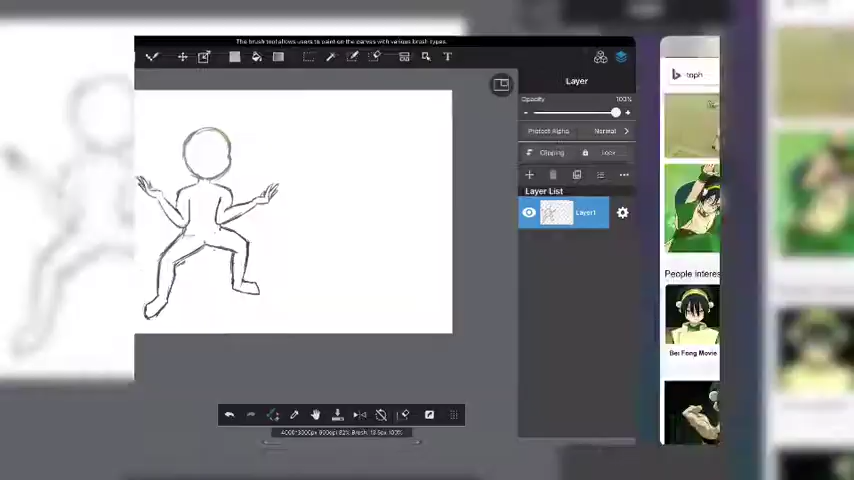 The brush tool allows users to paint on the canvas with various brush types.
T
Layer
toph
Opacity 100%
- +
Protect Alpha Normal
Clipping Lock
Layer List
Layer1
People interes
Bei Fong Movie